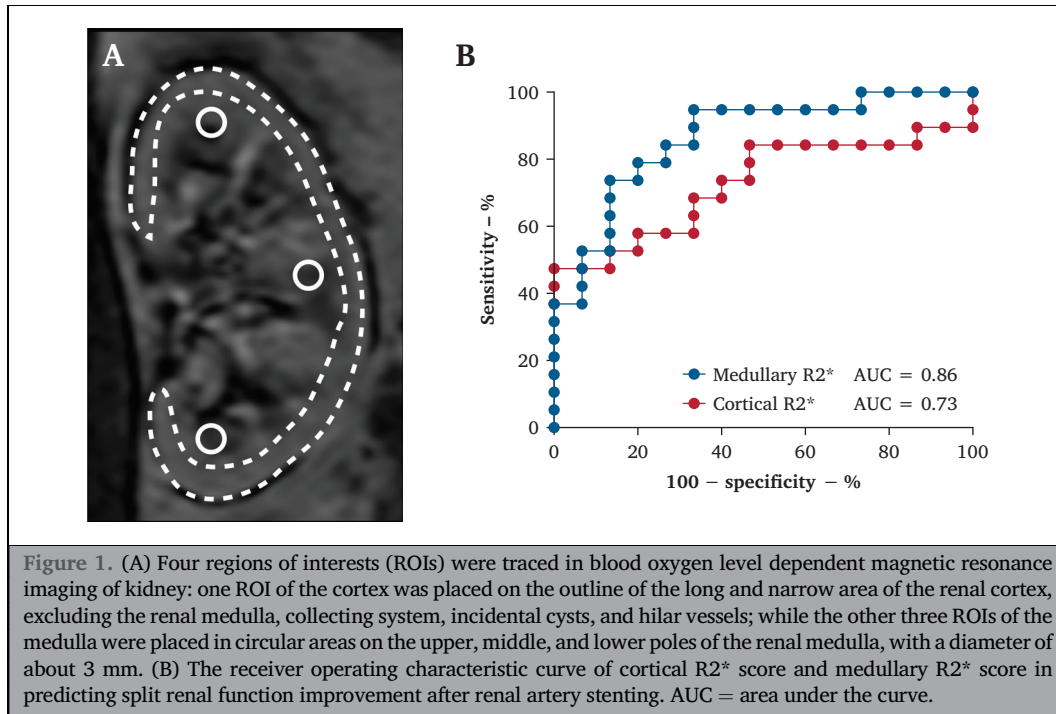 A
B
100
80
60
40
20
0
Sensitivity – %
Medullary R2* AUC = 0.86
Cortical R2* AUC = 0.73
0 20 40 60 80 100
100 – specificity – %
Figure 1. (A) Four regions of interests (ROIs) were traced in blood oxygen level dependent magnetic resonance
imaging of kidney: one ROI of the cortex was placed on the outline of the long and narrow area of the renal cortex,
excluding the renal medulla, collecting system, incidental cysts, and hilar vessels; while the other three ROIs of the
medulla were placed in circular areas on the upper, middle, and lower poles of the renal medulla, with a diameter of
about 3 mm. (B) The receiver operating characteristic curve of cortical R2* score and medullary R2* score in
predicting split renal function improvement after renal artery stenting. AUC = area under the curve.